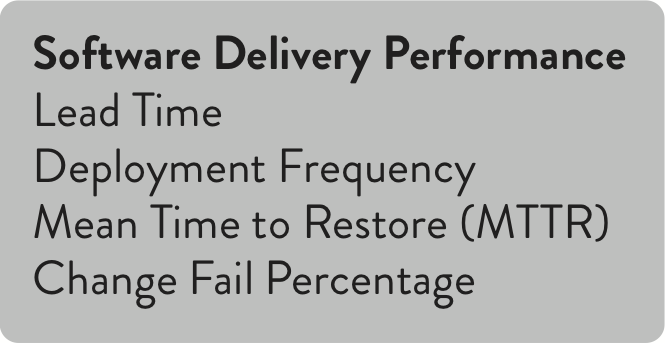 Software Delivery Performance
Lead Time
Deployment Frequency
Mean Time to Restore (MTTR)
Change Fail Percentage